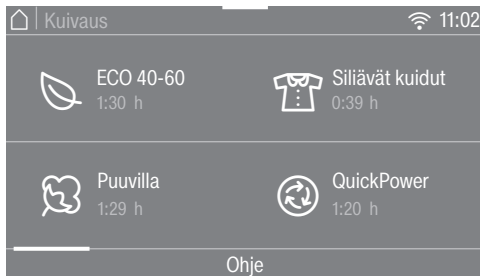 Kuivaus 11:02
ECO 40-60
1:30 h
Siliävät kuidut
0:39 h
Puuvilla
1:29 h
QuickPower
1:20 h
Ohje